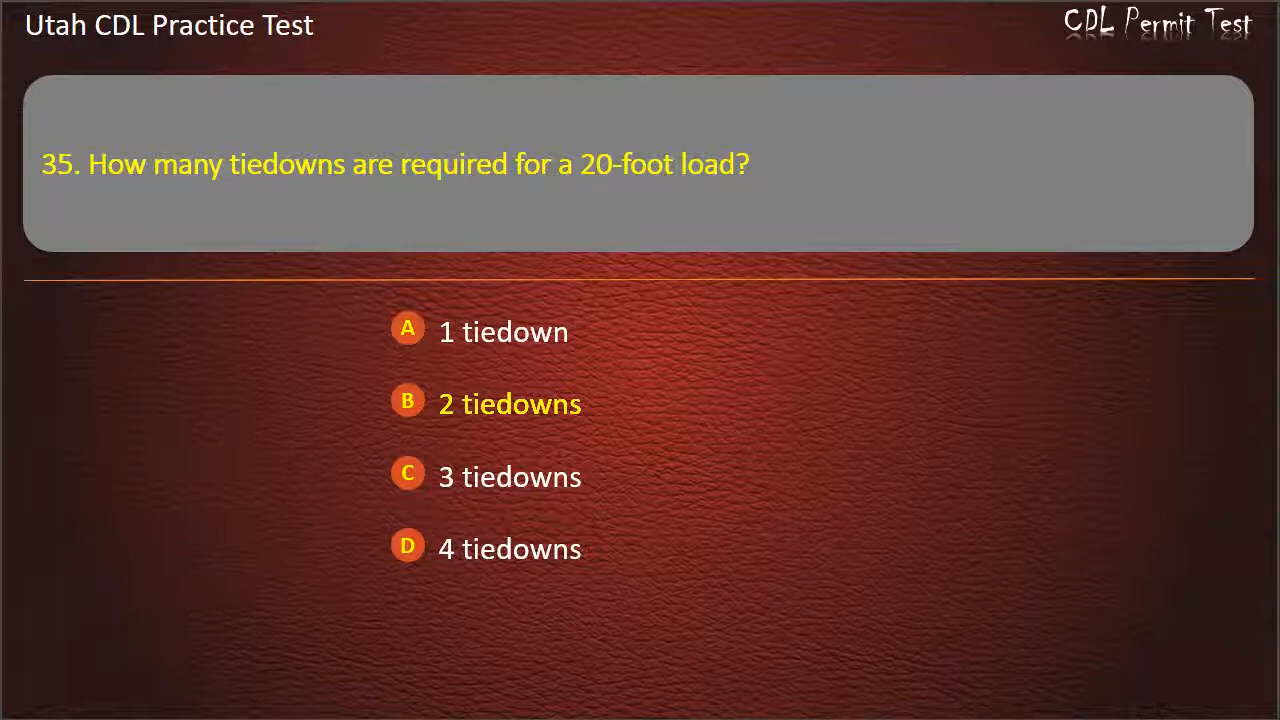 Utah CDL Practice Test
CDL Permit Test
35. How many tiedowns are required for a 20-foot load?
A 1 tiedown
B 2 tiedowns
C 3 tiedowns
D 4 tiedowns